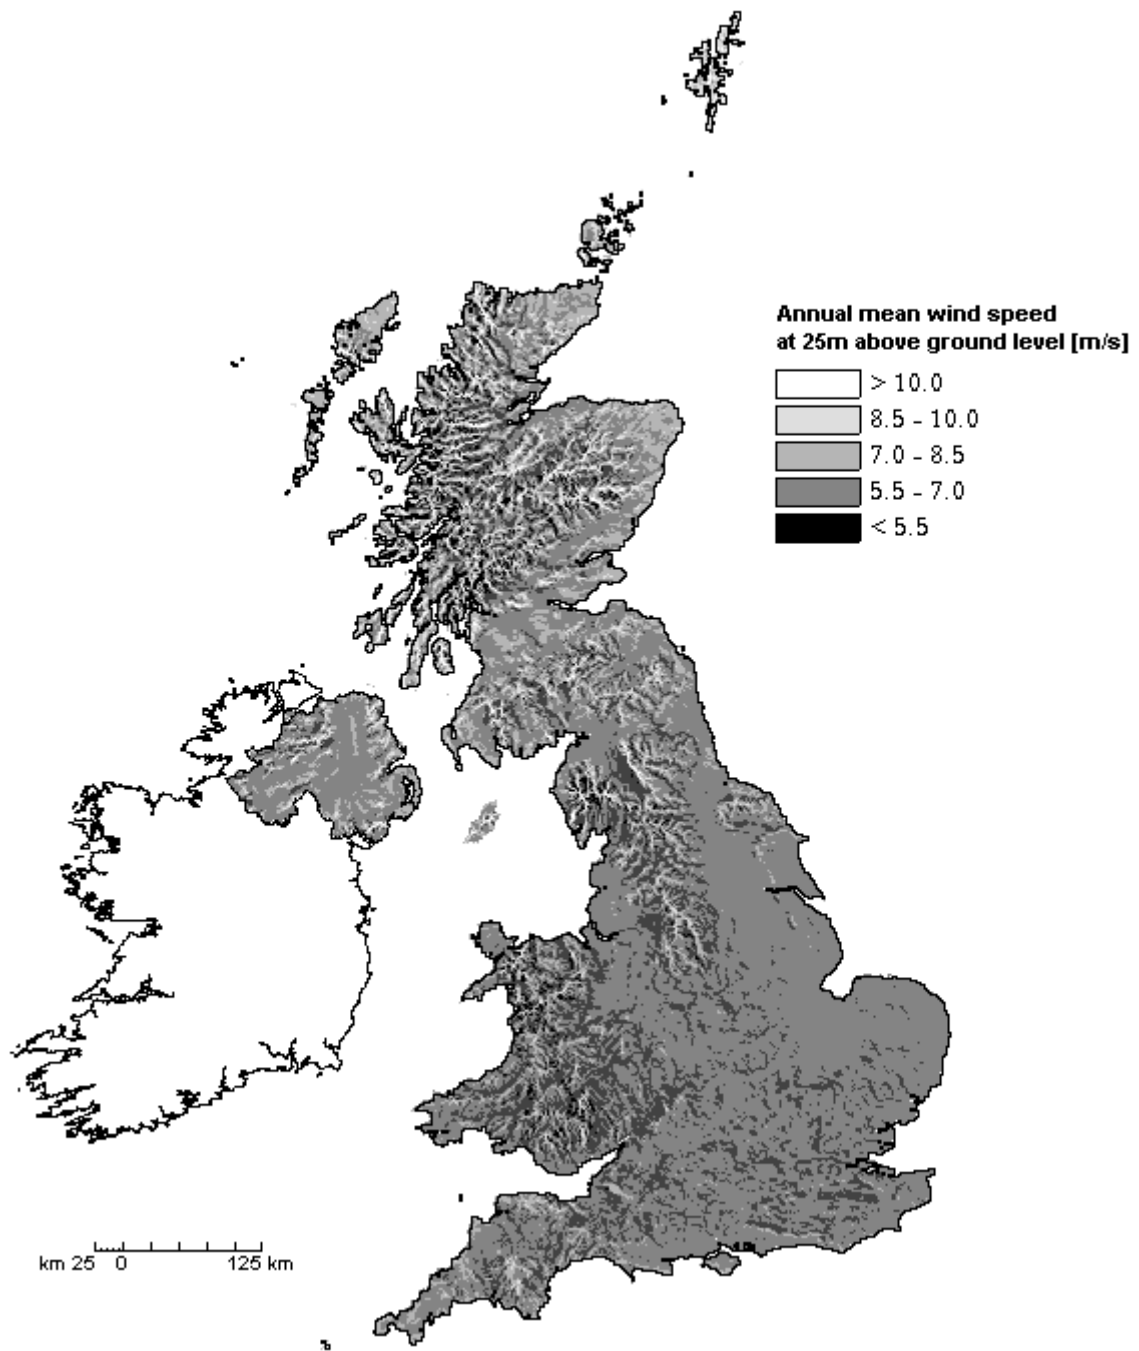 Annual mean wind speed
at 25m above ground level [m/s]
> 10.0
8.5 - 10.0
7.0 - 8.5
5.5 - 7.0
< 5.5
km 25 0 125 km